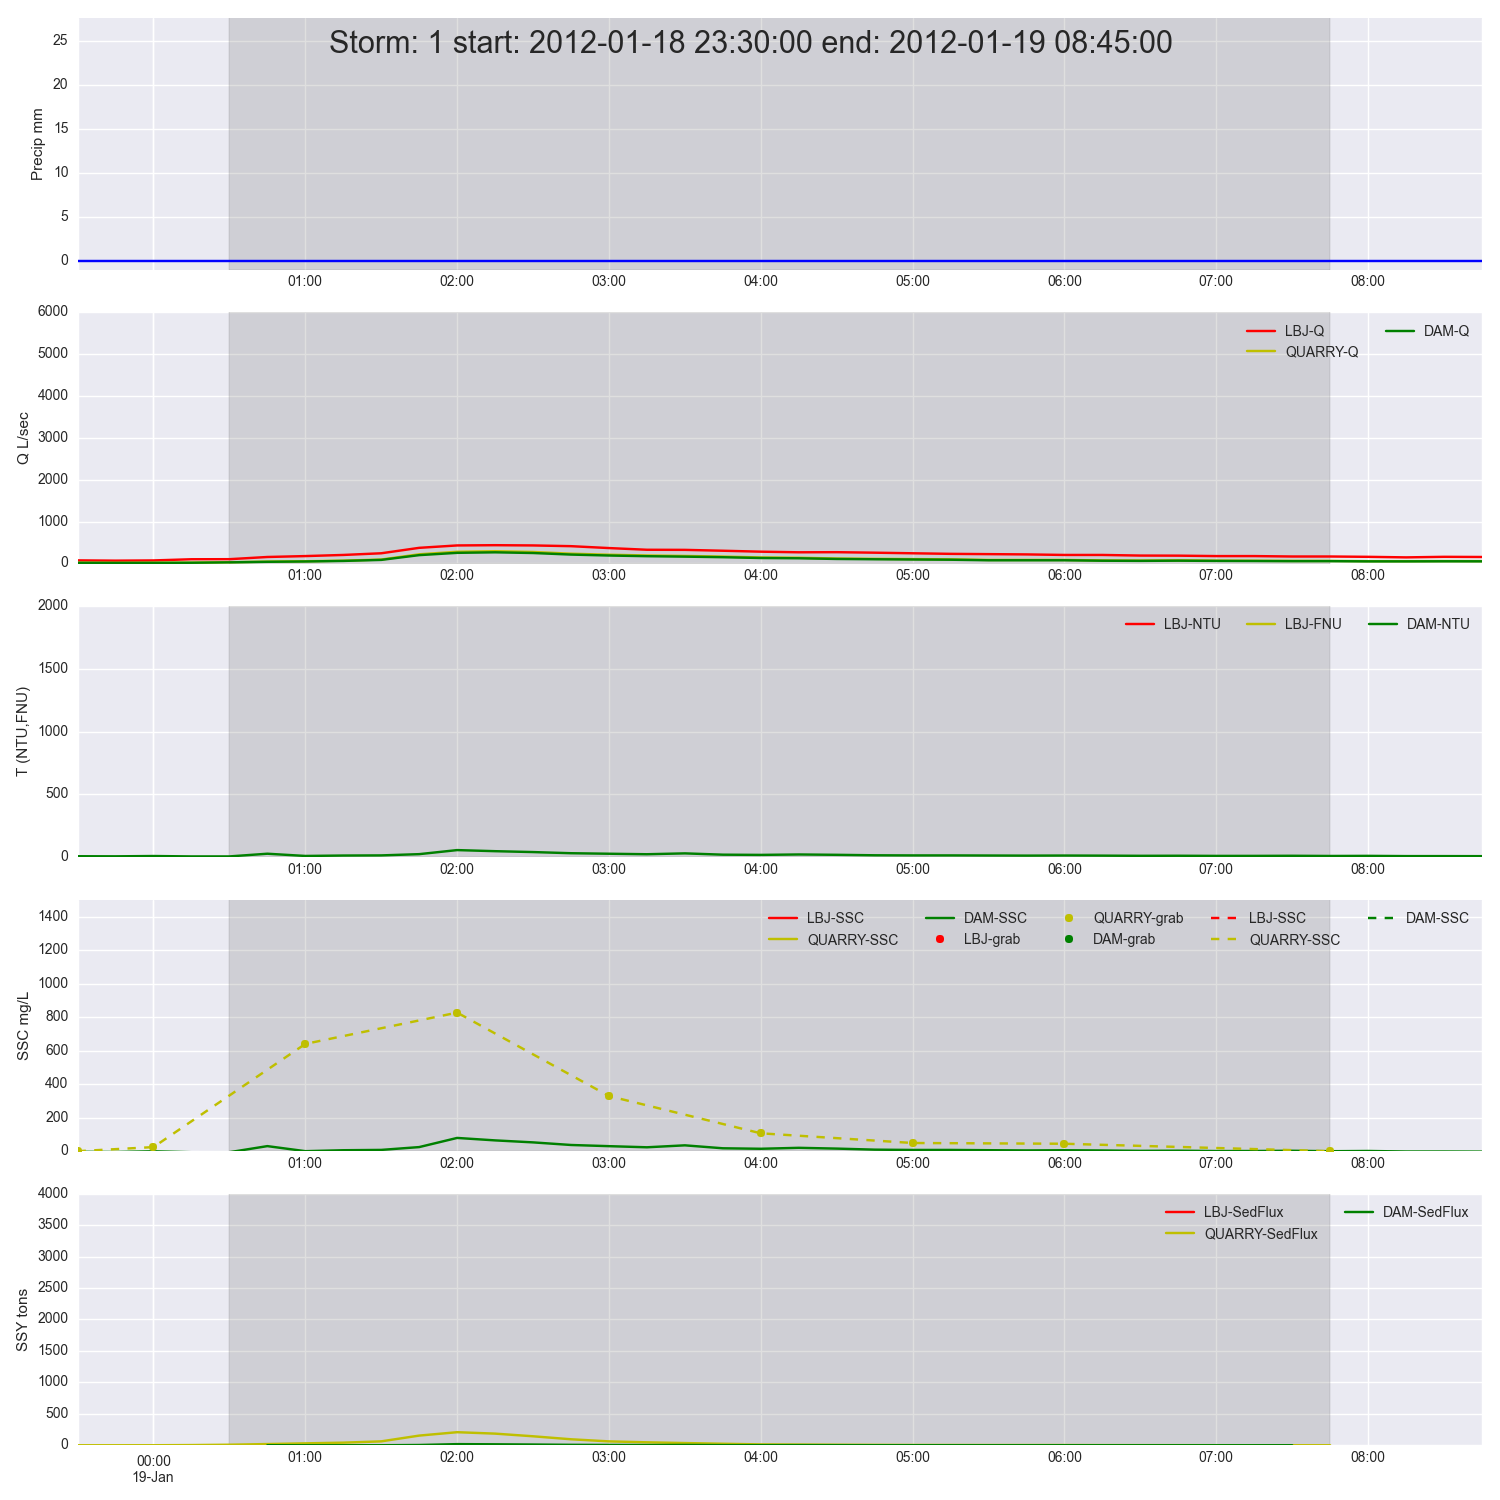 Storm: 1 start: 2012-01-18 23:30:00 end: 2012-01-19 08:45:00
25
20
15
10
5
0
Precip mm
01:00 02:00 03:00 04:00 05:00 06:00 07:00 08:00
6000
5000
4000
3000
2000
1000
0
Q L/sec
LBJ-Q DAM-Q
QUARRY-Q
01:00 02:00 03:00 04:00 05:00 06:00 07:00 08:00
2000
1500
1000
500
0
T (NTU,FNU)
LBJ-NTU LBJ-FNU DAM-NTU
01:00 02:00 03:00 04:00 05:00 06:00 07:00 08:00
1400
1200
1000
800
600
400
200
0
SSC mg/L
LBJ-SSC DAM-SSC QUARRY-grab LBJ-SSC DAM-SSC
QUARRY-SSC LBJ-grab DAM-grab QUARRY-SSC
01:00 02:00 03:00 04:00 05:00 06:00 07:00 08:00
4000
3500
3000
2500
2000
1500
1000
500
0
SSY tons
LBJ-SedFlux DAM-SedFlux
QUARRY-SedFlux
00:00 01:00 02:00 03:00 04:00 05:00 06:00 07:00 08:00
19-Jan